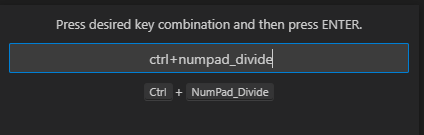 Press desired key combination and then press ENTER.
ctrl+numpad_divide
Ctrl + NumPad_Divide